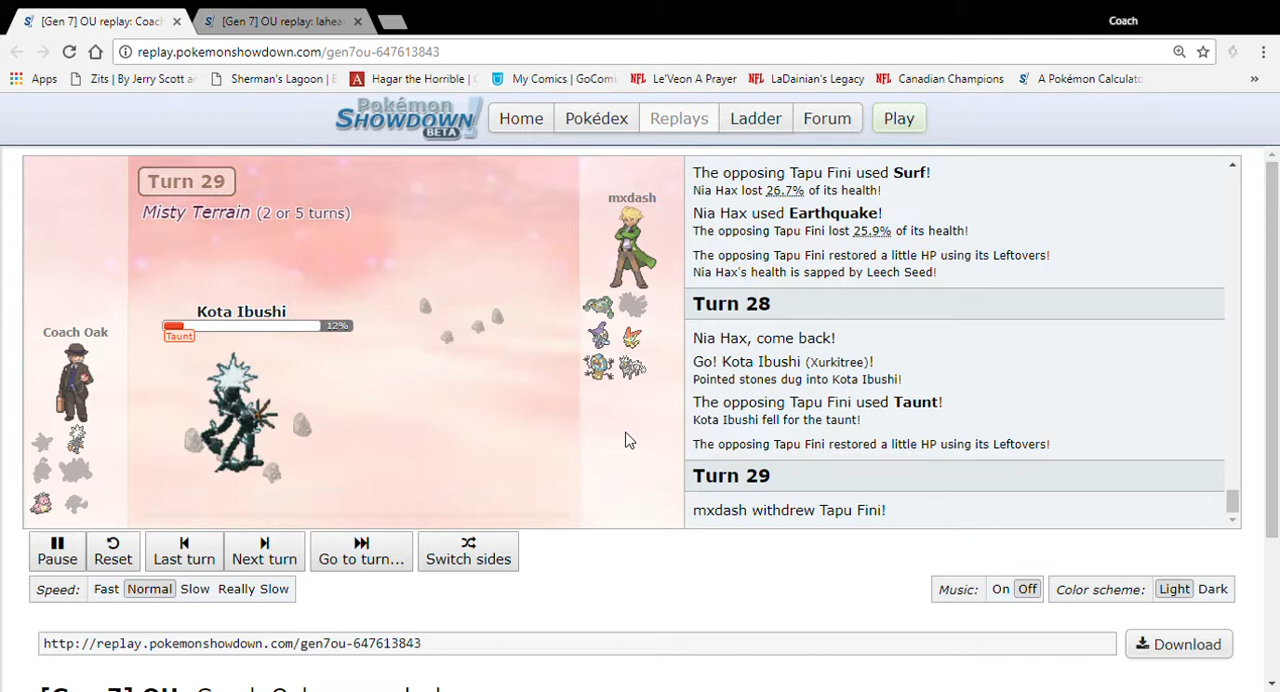 [Gen 7] OU replay: Coach
[Gen 7] OU replay: lahea
Coach
replay.pokemonshowdown.com/gen7ou-647613843
Apps
Zits | By Jerry Scott a
Sherman's Lagoon |
Hagar the Horrible |
My Comics | GoComi
NFL Le'Veon A Prayer
NFL LaDainian's Legacy
NFL Canadian Champions
A Pokémon Calculato
»
Pokémon
SHOWDOWN!
BETA
Home
Pokédex
Replays
Ladder
Forum
Play
Turn 29
Misty Terrain (2 or 5 turns)
mxdash
Kota Ibushi
12%
Taunt
Coach Oak
The opposing Tapu Fini used Surf!
Nia Hax lost 26.7% of its health!
Nia Hax used Earthquake!
The opposing Tapu Fini lost 25.9% of its health!
The opposing Tapu Fini restored a little HP using its Leftovers!
Nia Hax's health is sapped by Leech Seed!
Turn 28
Nia Hax, come back!
Go! Kota Ibushi (Xurkitree)!
Pointed stones dug into Kota Ibushi!
The opposing Tapu Fini used Taunt!
Kota Ibushi fell for the taunt!
The opposing Tapu Fini restored a little HP using its Leftovers!
Turn 29
mxdash withdrew Tapu Fini!
Pause
Reset
Last turn
Next turn
Go to turn...
Switch sides
Speed: Fast Normal Slow Really Slow
Music: On Off
Color scheme: Light Dark
http://replay.pokemonshowdown.com/gen7ou-647613843
Download
[Gen 7] OU: Coach Oak